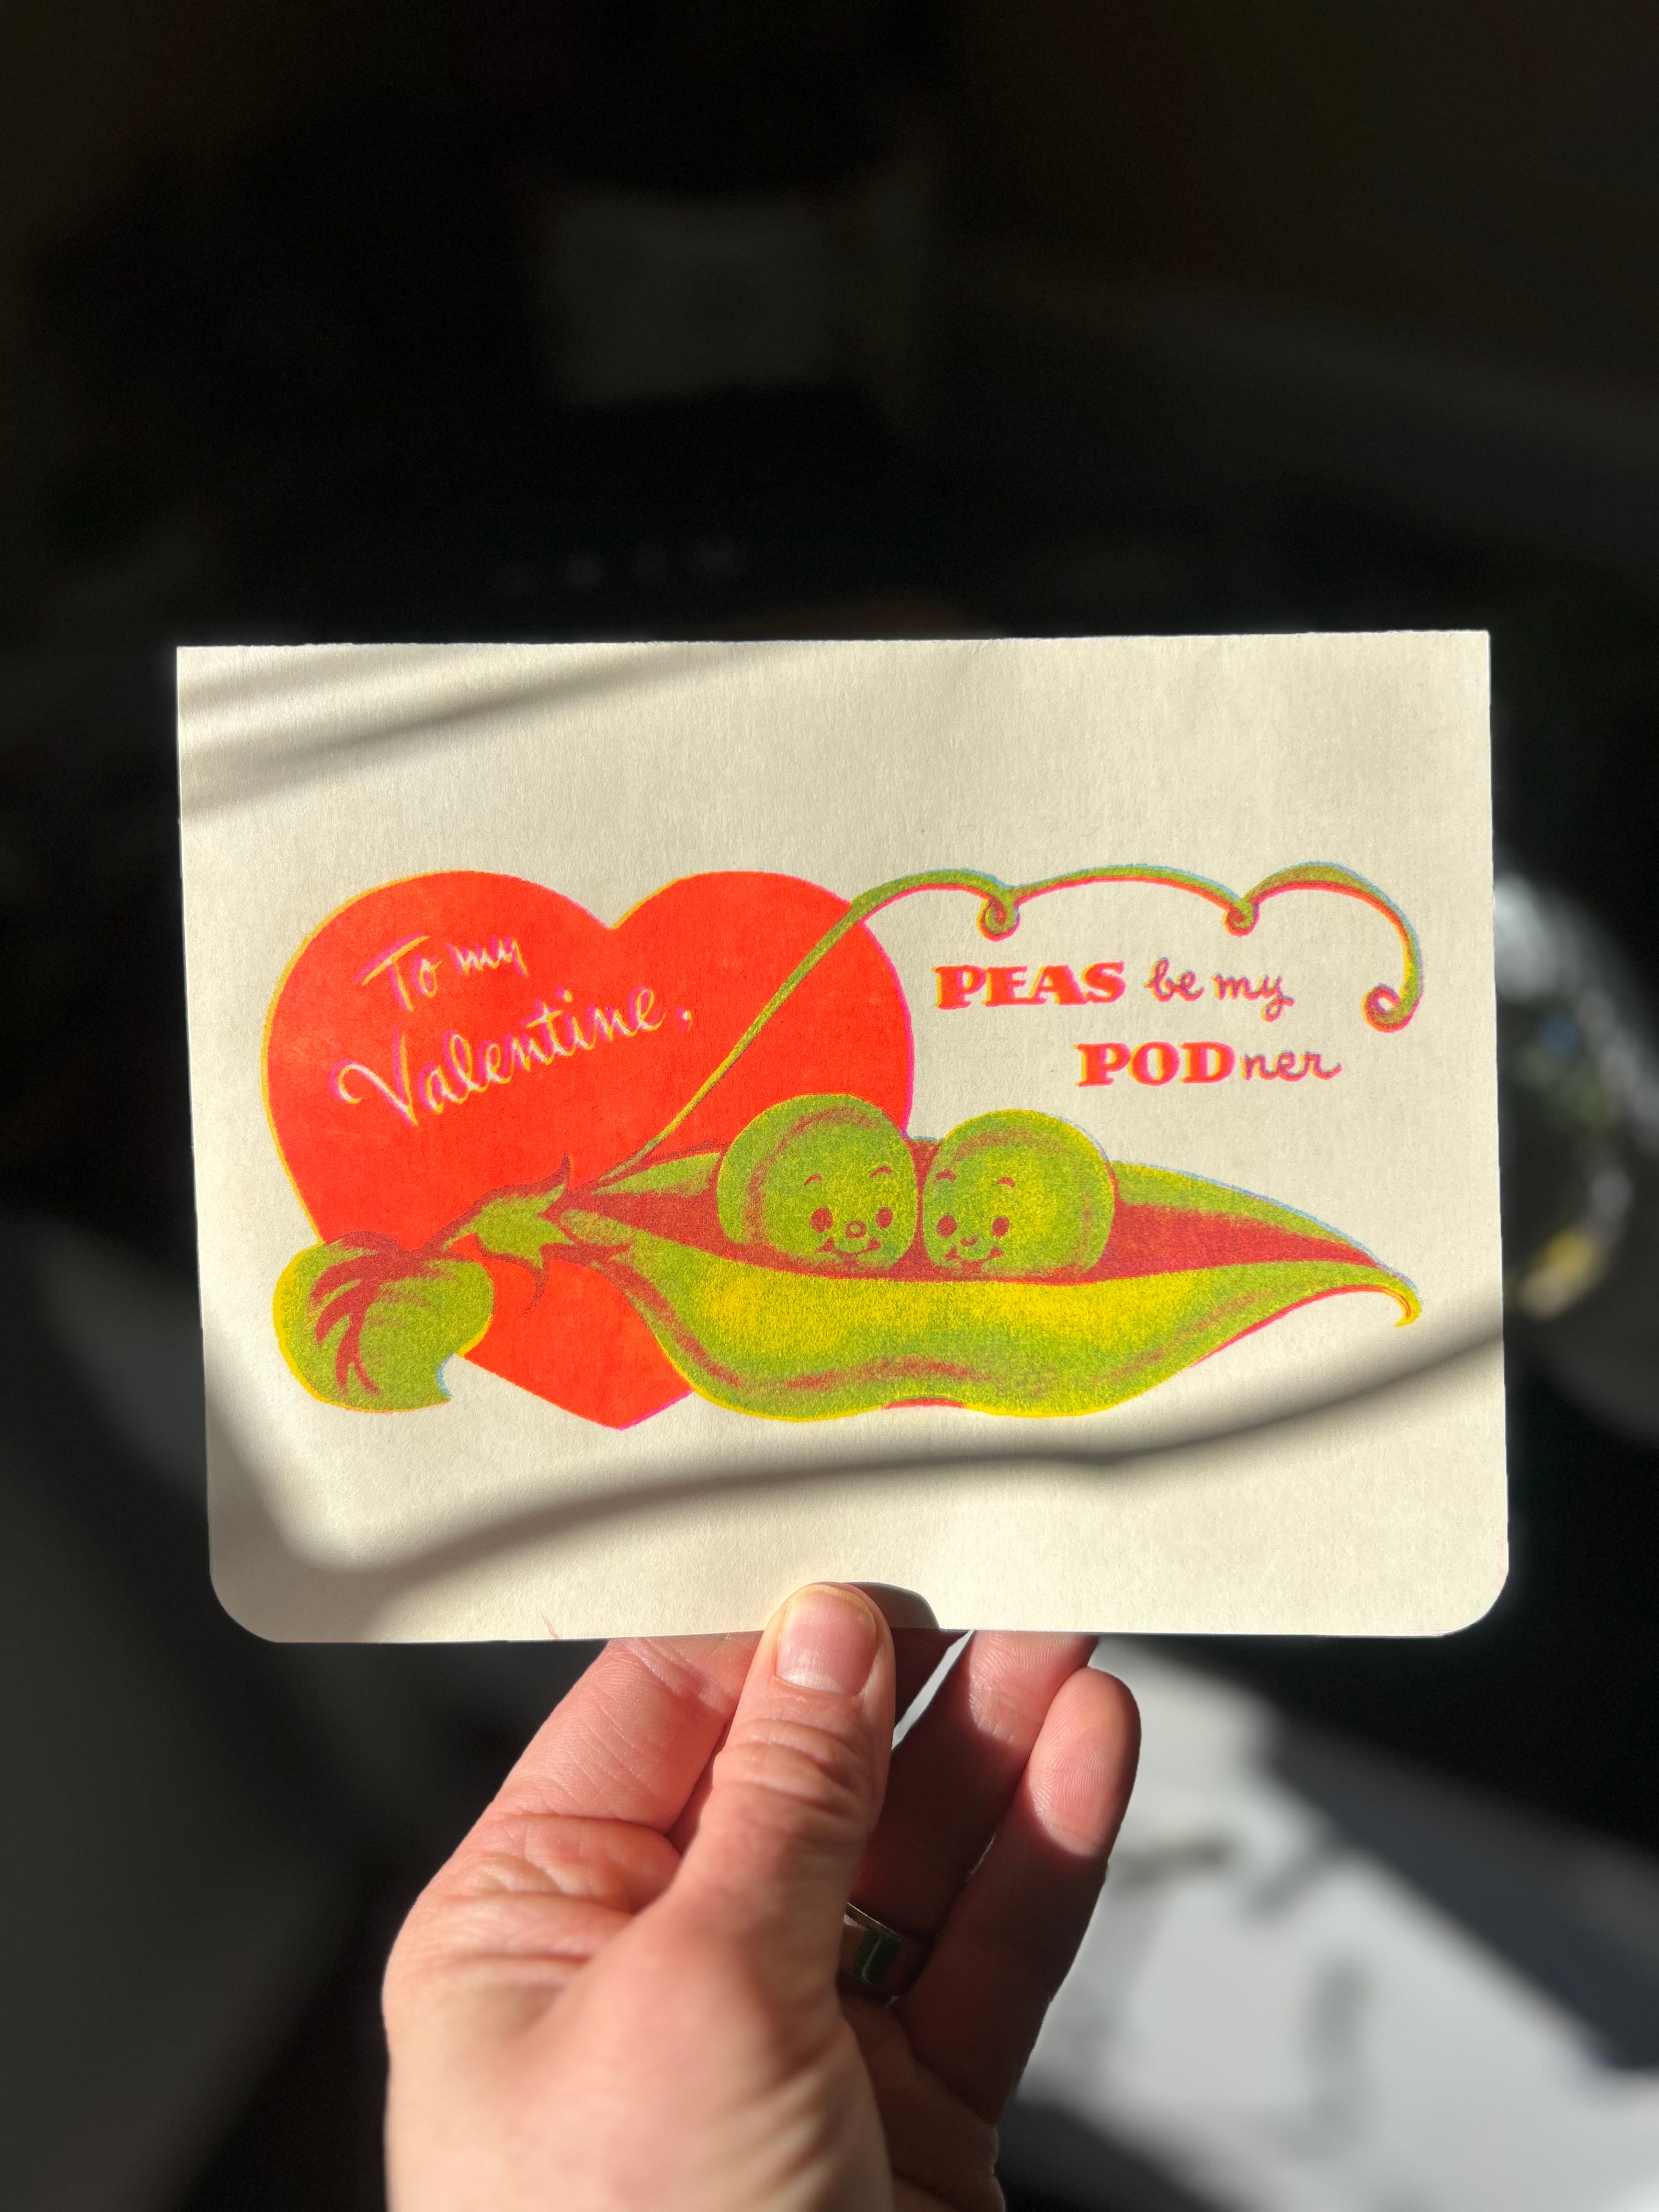 To my
Valentine,
PEAS be my
PODner